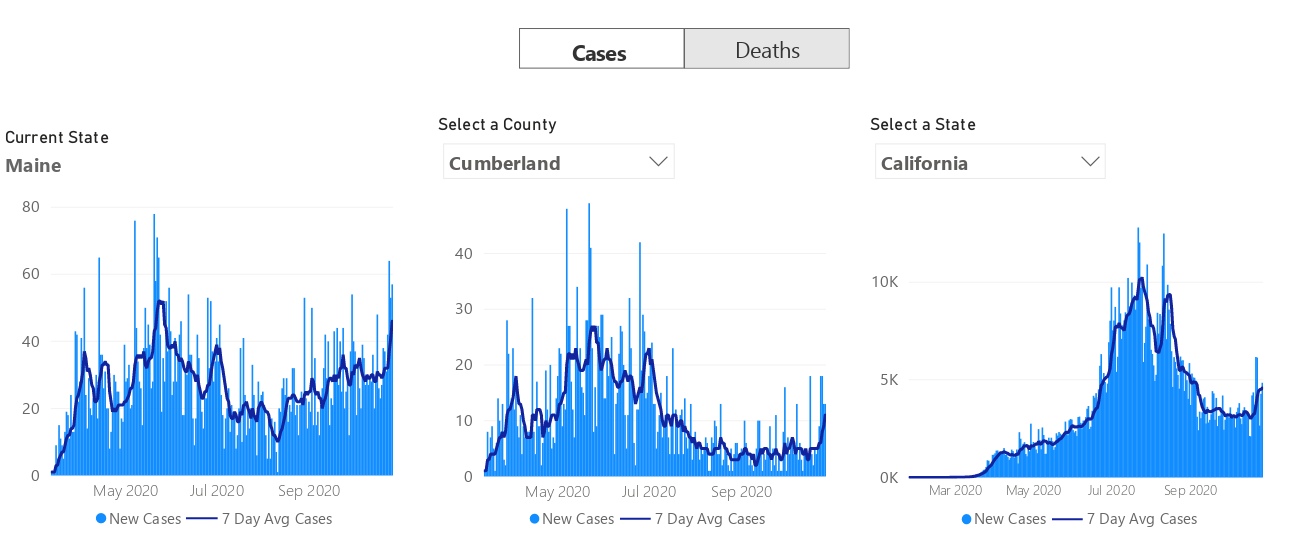 Cases
Deaths
Current State
Maine
80
60
40
20
0
May 2020
Jul 2020
Sep 2020
New Cases
7 Day Avg Cases
Select a County
Cumberland
40
30
20
10
0
May 2020
Jul 2020
Sep 2020
New Cases
7 Day Avg Cases
Select a State
California
10K
5K
0K
Mar 2020
May 2020
Jul 2020
Sep 2020
New Cases
7 Day Avg Cases